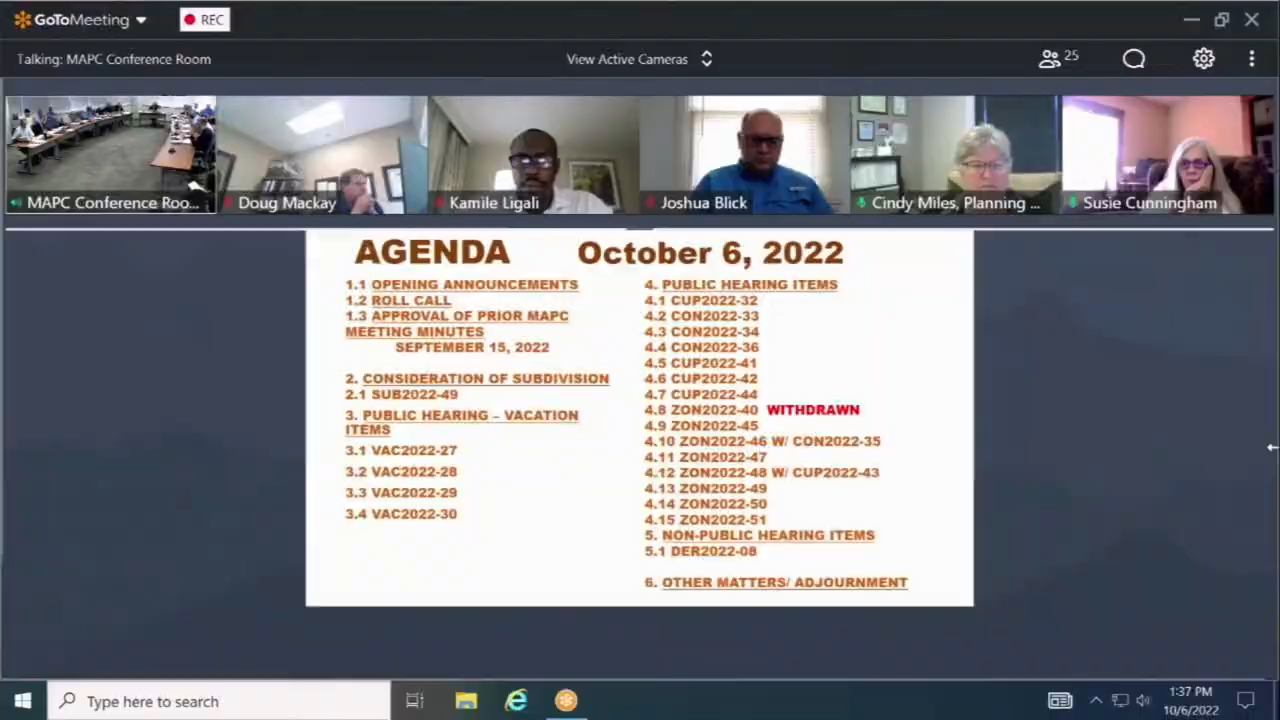 GoToMeeting
REC
Talking: MAPC Conference Room
View Active Cameras
25
MAPC Conference Roo...
Doug Mackay
Kamile Ligali
Joshua Blick
Cindy Miles, Planning ...
Susie Cunningham
AGENDA October 6, 2022
1.1 OPENING ANNOUNCEMENTS
1.2 ROLL CALL
1.3 APPROVAL OF PRIOR MAPC
MEETING MINUTES
SEPTEMBER 15, 2022
2. CONSIDERATION OF SUBDIVISION
2.1 SUB2022-49
3. PUBLIC HEARING – VACATION
ITEMS
3.1 VAC2022-27
3.2 VAC2022-28
3.3 VAC2022-29
3.4 VAC2022-30
4. PUBLIC HEARING ITEMS
4.1 CUP2022-32
4.2 CON2022-33
4.3 CON2022-34
4.4 CON2022-36
4.5 CUP2022-41
4.6 CUP2022-42
4.7 CUP2022-44
4.8 ZON2022-40 WITHDRAWN
4.9 ZON2022-45
4.10 ZON2022-46 W/ CON2022-35
4.11 ZON2022-47
4.12 ZON2022-48 W/ CUP2022-43
4.13 ZON2022-49
4.14 ZON2022-50
4.15 ZON2022-51
5. NON-PUBLIC HEARING ITEMS
5.1 DER2022-08
6. OTHER MATTERS/ ADJOURNMENT
Type here to search
1:37 PM
10/6/2022